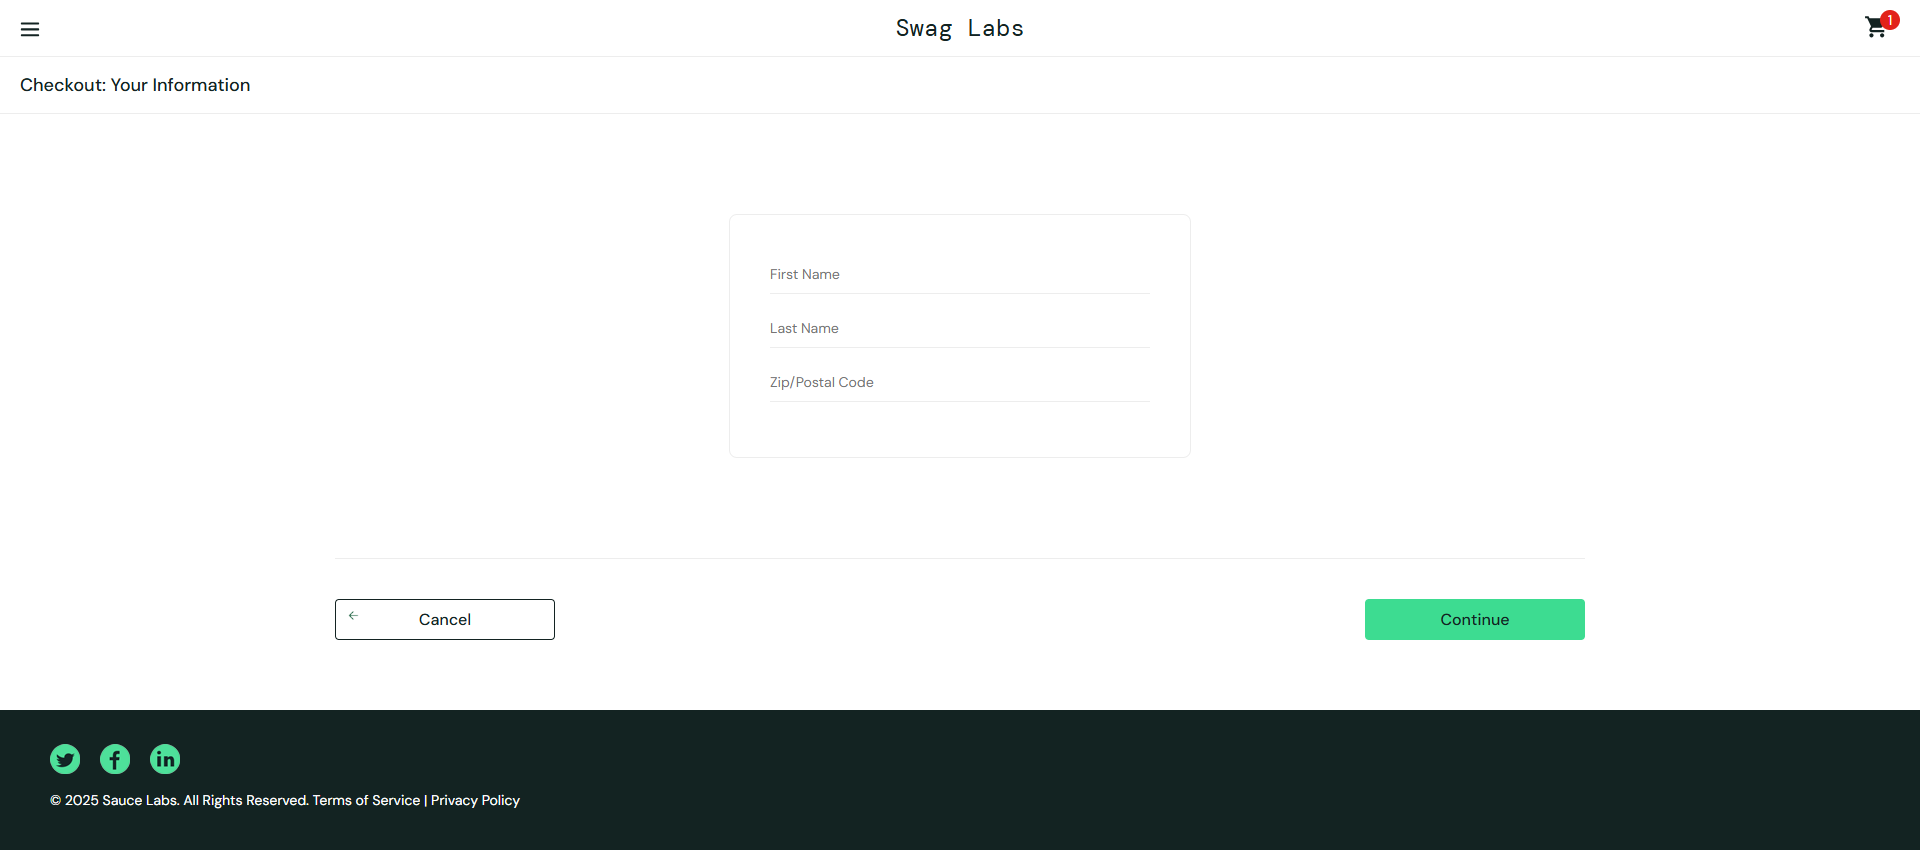 Swag Labs
1
Checkout: Your Information
First Name
Last Name
Zip/Postal Code
Cancel
Continue
© 2025 Sauce Labs. All Rights Reserved. Terms of Service | Privacy Policy